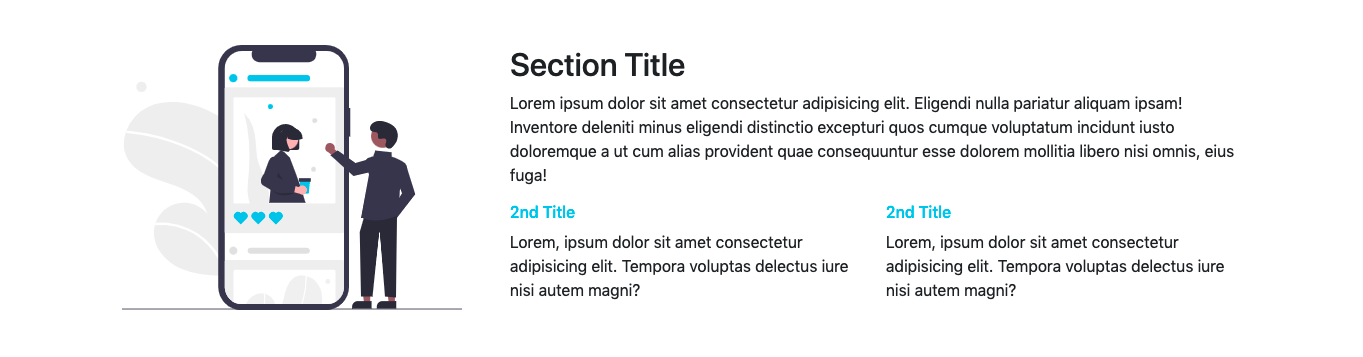 Section Title
Lorem ipsum dolor sit amet consectetur adipisicing elit. Eligendi nulla pariatur aliquam ipsam!
Inventore deleniti minus eligendi distinctio excepturi quos cumque voluptatum incidunt iusto
doloremque a ut cum alias provident quae consequuntur esse dolorem mollitia libero nisi omnis, eius
fuga!
2nd Title
Lorem, ipsum dolor sit amet consectetur
adipisicing elit. Tempora voluptas delectus iure
nisi autem magni?
2nd Title
Lorem, ipsum dolor sit amet consectetur
adipisicing elit. Tempora voluptas delectus iure
nisi autem magni?